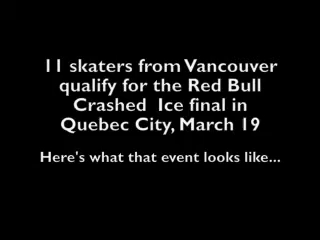 11 skaters from Vancouver
qualify for the Red Bull
Crashed Ice final in
Quebec City, March 19
Here's what that event looks like...